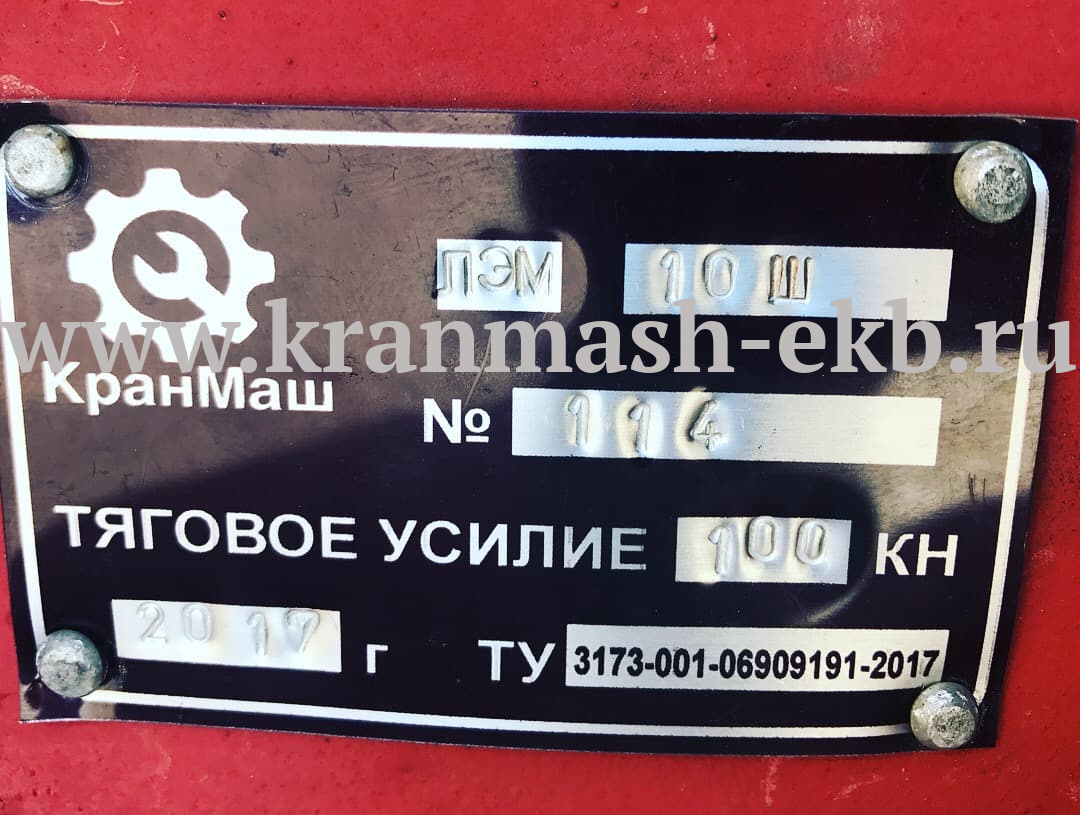 ЛЭМ 10 Ш
www.kranmash-ekb.ru
КранМаш
№ 114
ТЯГОВОЕ УСИЛИЕ 100 КН
2017 г ТУ 3173-001-06909191-2017